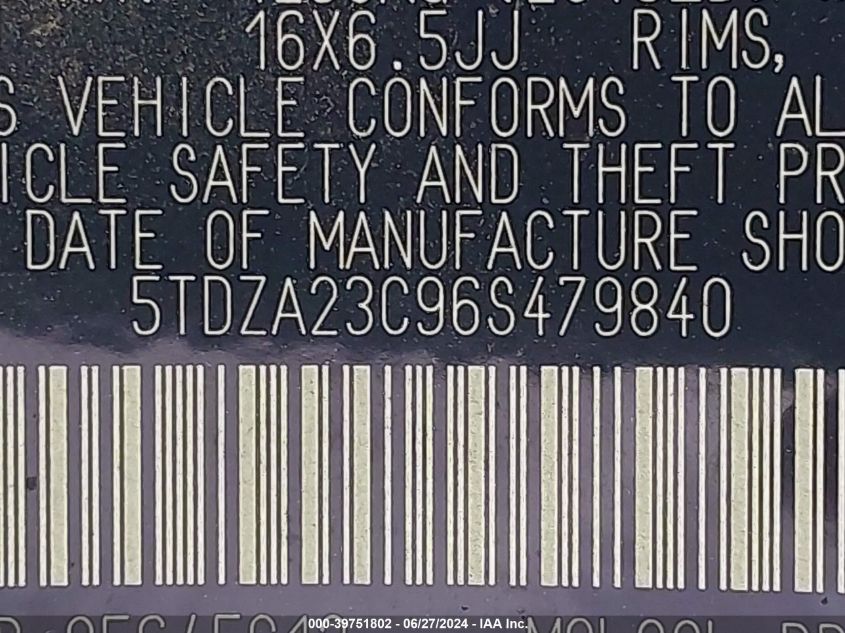 16X6.5JJ RIMS,
S VEHICLE CONFORMS TO AL
ICLE SAFETY AND THEFT PR
DATE OF MANUFACTURE SHO
5TDZA23C96S479840
000-39751802 - 06/27/2024 - IAA Inc.